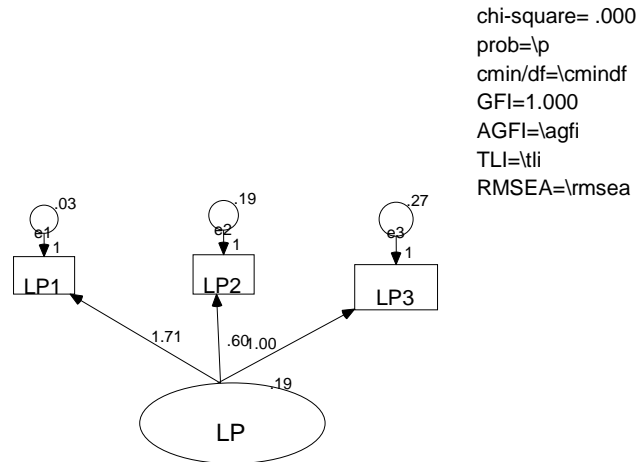 chi-square= .000
prob=\p
cmin/df=\cmindf
GFI=1.000
AGFI=\agfi
TLI=\tli
RMSEA=\rmsea
.03 .19 .27
e1 e2 e3
1 1 1
LP1 LP2 LP3
1.71 .60 1.00
.19
LP